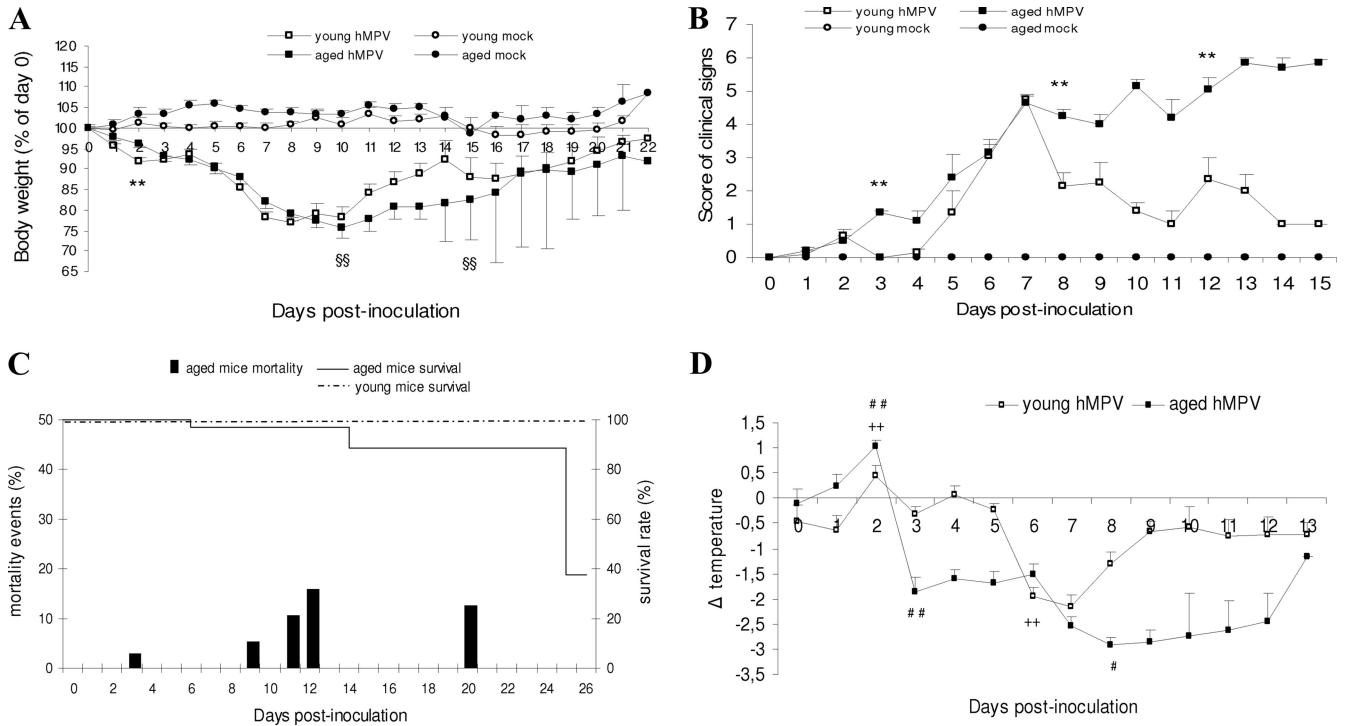 A
young hMPV young mock
aged hMPV aged mock
120
115
110
105
100
95
90
85
80
75
70
65
Body weight (% of day 0)
0 1 2 3 4 5 6 7 8 9 10 11 12 13 14 15 16 17 18 19 20 21 22
**
§§ §§
Days post-inoculation
B
young hMPV aged hMPV
young mock aged mock
7
6
5
4
3
2
1
0
Score of clinical signs
** ** **
0 1 2 3 4 5 6 7 8 9 10 11 12 13 14 15
Days post-inoculation
C
aged mice mortality aged mice survival
young mice survival
50 100
40 80
30 60
20 40
10 20
0 0
mortality events (%)
survival rate (%)
0 2 4 6 8 10 12 14 16 18 20 22 24 26
Days post-inoculation
D
young hMPV aged hMPV
1,5
1
0,5
0
-0,5
-1
-1,5
-2
-2,5
-3
-3,5
Δ temperature
# #
++
0 1 2 3 4 5 6 7 8 9 10 11 12 13
# # ++
#
Days post-inoculation